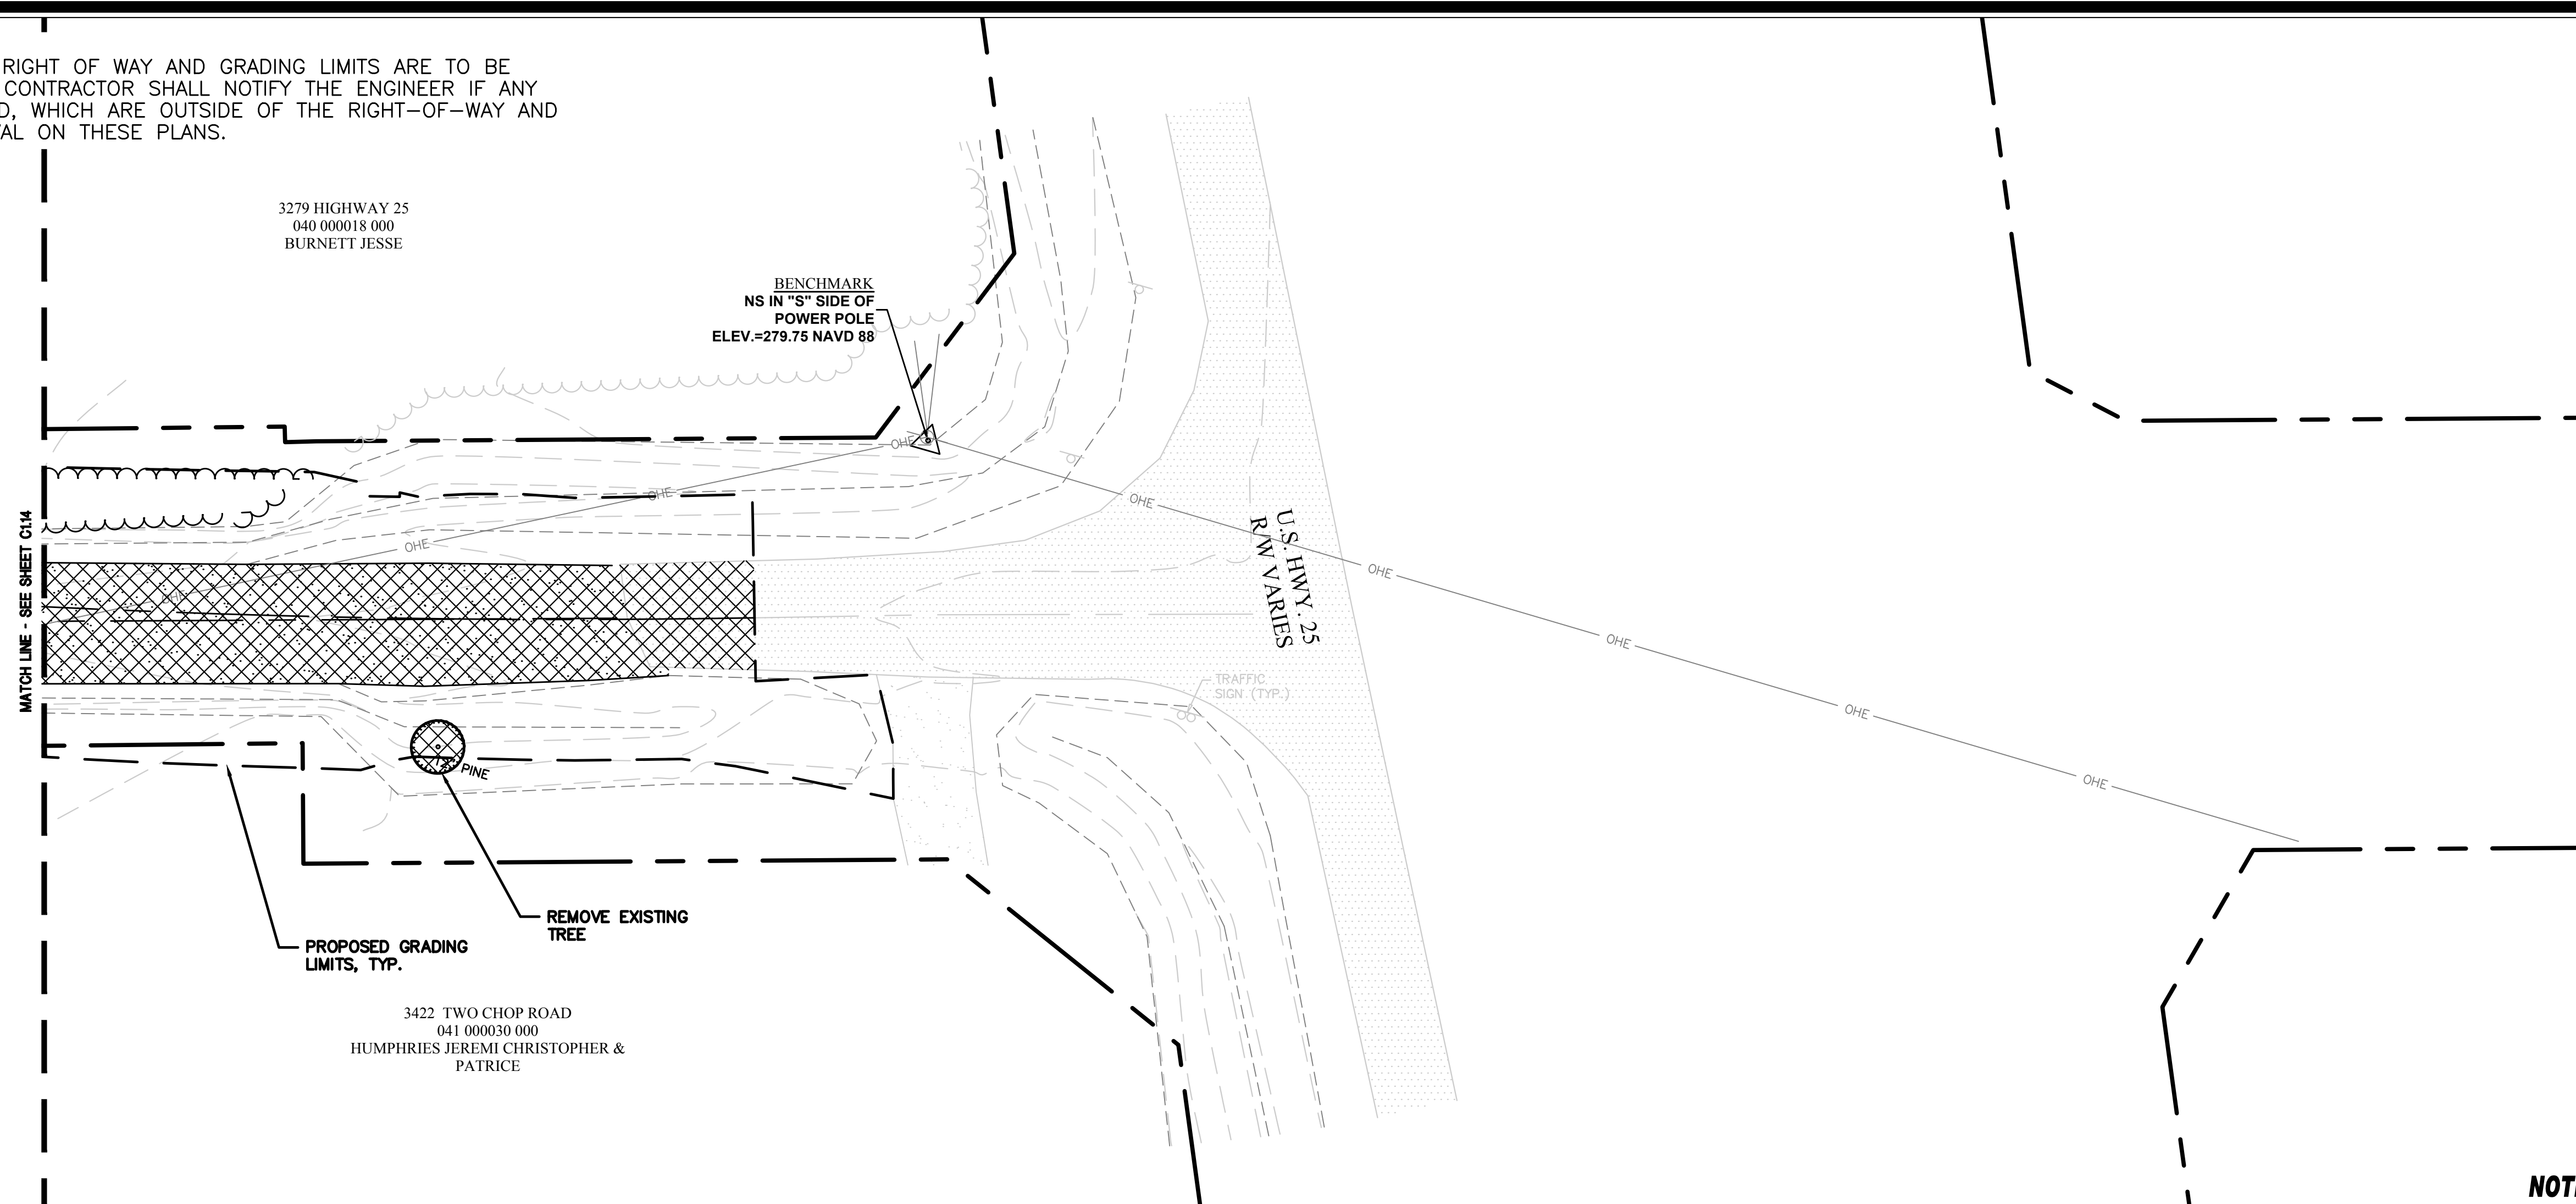 RIGHT OF WAY AND GRADING LIMITS ARE TO BE
CONTRACTOR SHALL NOTIFY THE ENGINEER IF ANY
D, WHICH ARE OUTSIDE OF THE RIGHT-OF-WAY AND
AL ON THESE PLANS.
3279 HIGHWAY 25
040 000018 000
BURNETT JESSE
BENCHMARK
NS IN "S" SIDE OF
POWER POLE
ELEV.=279.75 NAVD 88
OHE
OHE
OHE
OHE
OHE
OHE
OHE
OHE
OHE
MATCH LINE - SEE SHEET C1.14
U.S. HWY. 25
R/W VARIES
TRAFFIC
SIGN (TYP.)
12" PINE
REMOVE EXISTING
TREE
PROPOSED GRADING
LIMITS, TYP.
3422 TWO CHOP ROAD
041 000030 000
HUMPHRIES JEREMI CHRISTOPHER &
PATRICE
NOT